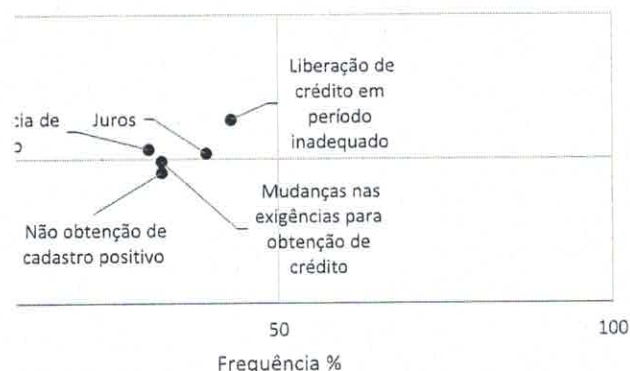 Liberação de
crédito em
período
inadequado
de
Juros
Mudanças nas
exigências para
obtenção de
crédito
Não obtenção de
cadastro positivo
50
100
Frequência %